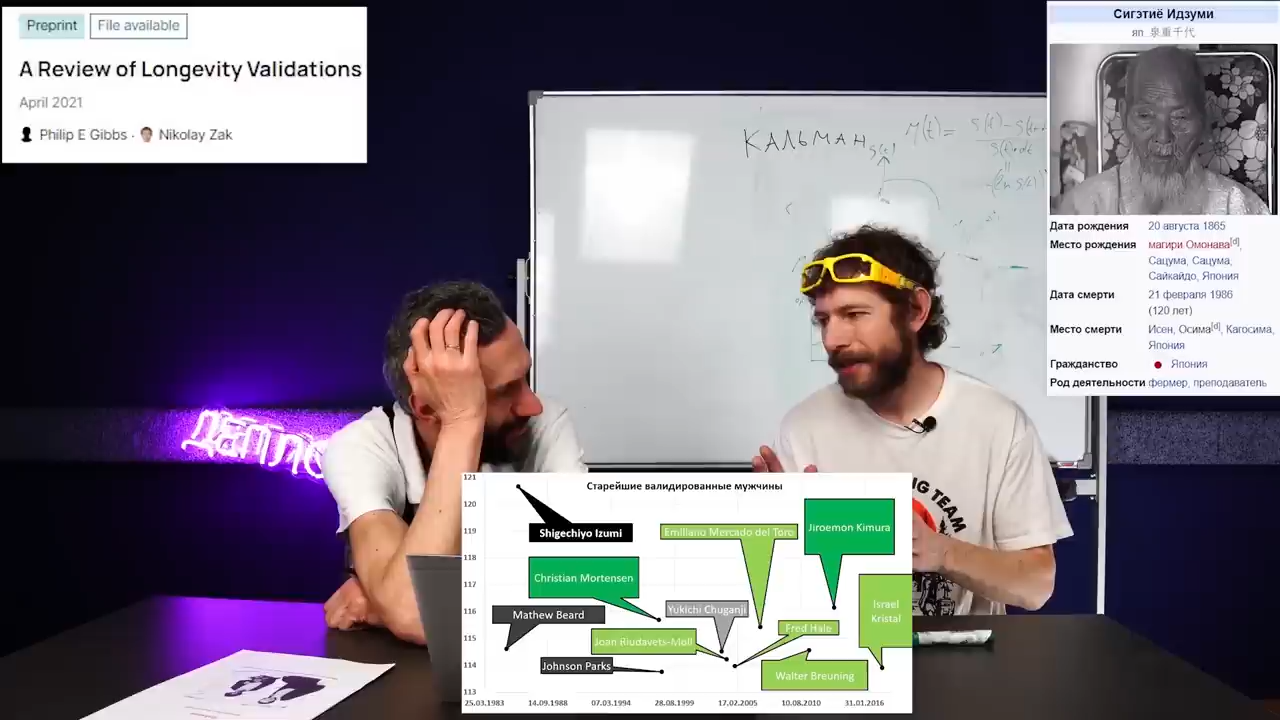 Preprint
File available
A Review of Longevity Validations
April 2021
Philip E Gibbs · Nikolay Zak
Сигэтиё Идзуми
яп. 泉重千代
Дата рождения 20 августа 1865
Место рождения магири Омонава[d],
Сацума, Сацума,
Сайкайдо, Япония
Дата смерти 21 февраля 1986
(120 лет)
Место смерти Исен, Осима[d], Кагосима,
Япония
Гражданство Япония
Род деятельности фермер, преподаватель
КАЛЬМАН
ДЕПЛО
NG TEAM
Старейшие валидированные мужчины
121
120
119
118
117
116
115
114
113
Shigechiyo Izumi
Emiliano Mercado del Toro
Jiroemon Kimura
Christian Mortensen
Mathew Beard
Yukichi Chuganji
Israel
Kristal
Joan Riudavets-Moll
Fred Hale
Johnson Parks
Walter Breuning
25.03.1983
14.09.1988
07.03.1994
28.08.1999
17.02.2005
10.08.2010
31.01.2016